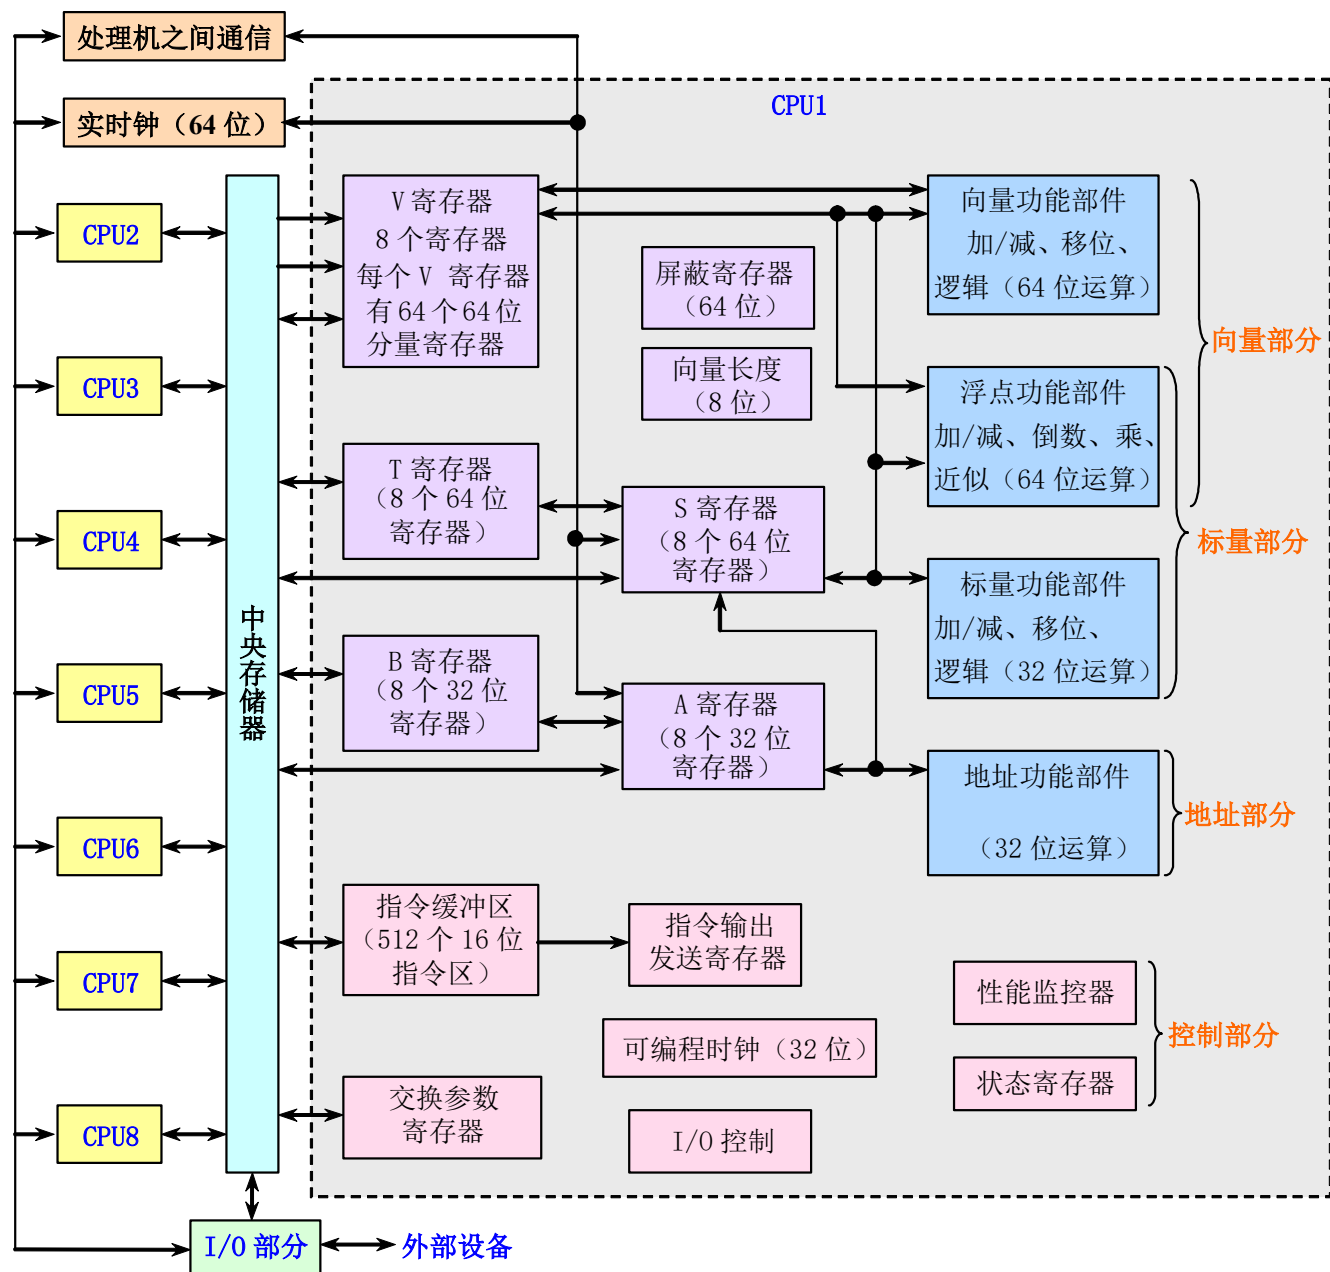 处理机之间通信
实时钟（64 位）
CPU1
CPU2
CPU3
CPU4
CPU5
CPU6
CPU7
CPU8
中央存储器
V 寄存器
8 个寄存器
每个 V 寄存器
有 64 个 64 位
分量寄存器
屏蔽寄存器
（64 位）
向量长度
（8 位）
T 寄存器
（8 个 64 位
寄存器）
S 寄存器
（8 个 64 位
寄存器）
B 寄存器
（8 个 32 位
寄存器）
A 寄存器
（8 个 32 位
寄存器）
向量功能部件
加/减、移位、
逻辑（64 位运算）
浮点功能部件
加/减、倒数、乘、
近似（64 位运算）
标量功能部件
加/减、移位、
逻辑（32 位运算）
地址功能部件
（32 位运算）
向量部分
标量部分
地址部分
指令缓冲区
（512 个 16 位
指令区）
指令输出
发送寄存器
可编程时钟（32 位）
交换参数
寄存器
I/O 控制
性能监控器
状态寄存器
控制部分
I/O 部分
外部设备